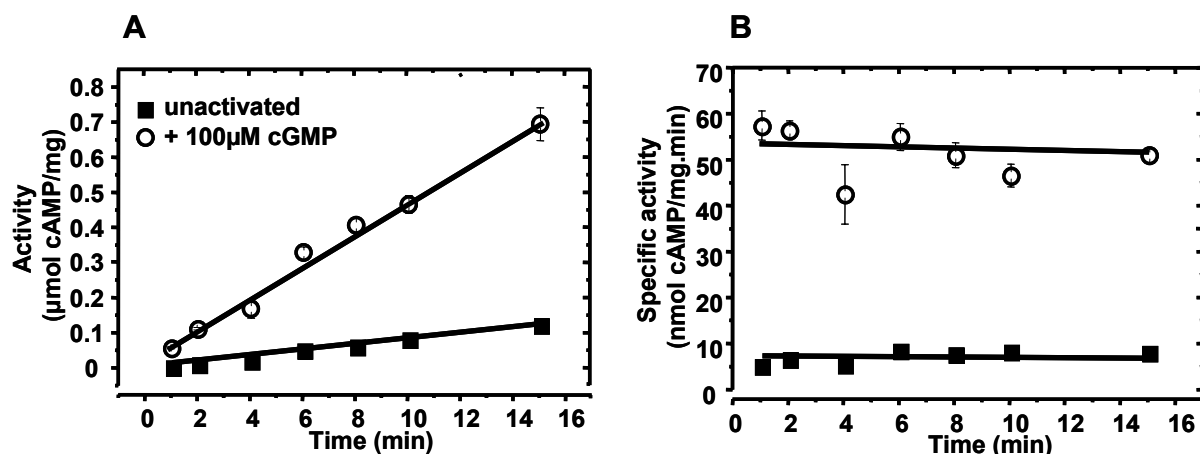 A
Activity
(µmol cAMP/mg)
0.8
0.7
0.6
0.5
0.4
0.3
0.2
0.1
0
unactivated
+ 100µM cGMP
0 2 4 6 8 10 12 14 16
Time (min)
B
Specific activity
(nmol cAMP/mg.min)
70
60
50
40
30
20
10
0
0 2 4 6 8 10 12 14 16
Time (min)